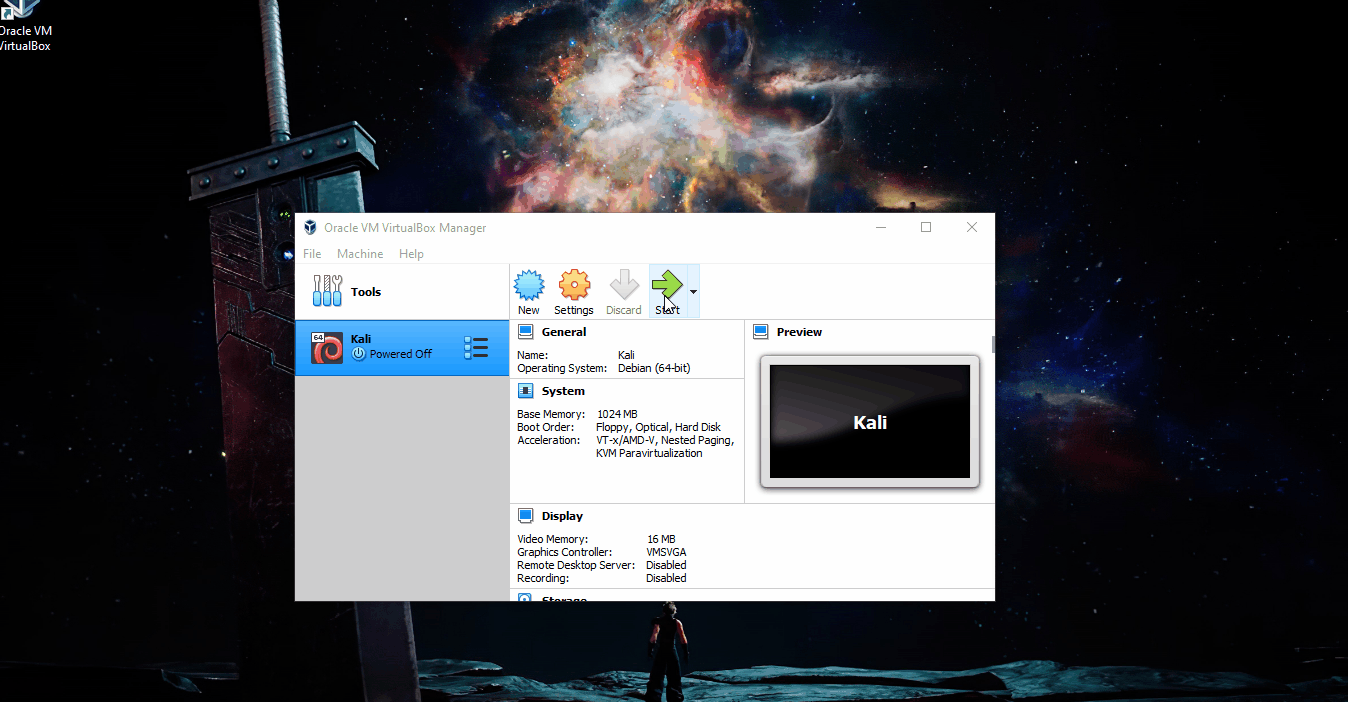 Oracle VM
VirtualBox
Oracle VM VirtualBox Manager
File Machine Help
Tools
New Settings Discard Start
64
Kali
Powered Off
General
Name: Kali
Operating System: Debian (64-bit)
System
Base Memory: 1024 MB
Boot Order: Floppy, Optical, Hard Disk
Acceleration: VT-x/AMD-V, Nested Paging,
KVM Paravirtualization
Preview
Kali
Display
Video Memory: 16 MB
Graphics Controller: VMSVGA
Remote Desktop Server: Disabled
Recording: Disabled
Storage